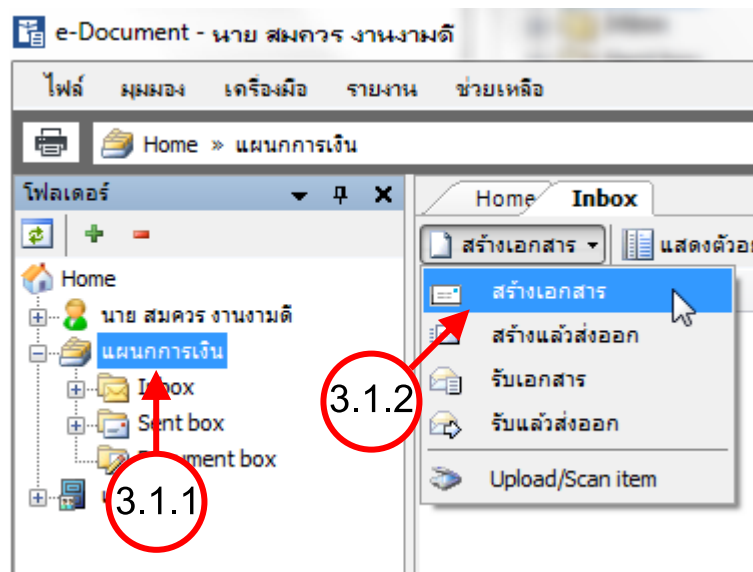 e-Document - นาย สมควร งานงามดี
ไฟล์ มุมมอง เครื่องมือ รายงาน ช่วยเหลือ
Home » แผนกการเงิน
โฟลเดอร์
Home Inbox
สร้างเอกสาร
Home
นาย สมควร งานงามดี
แผนกการเงิน
Inbox
Sent box
box
3.1.1
สร้างเอกสาร
สร้างแล้วส่งออก
รับเอกสาร
รับแล้วส่งออก
Upload/Scan item
3.1.2